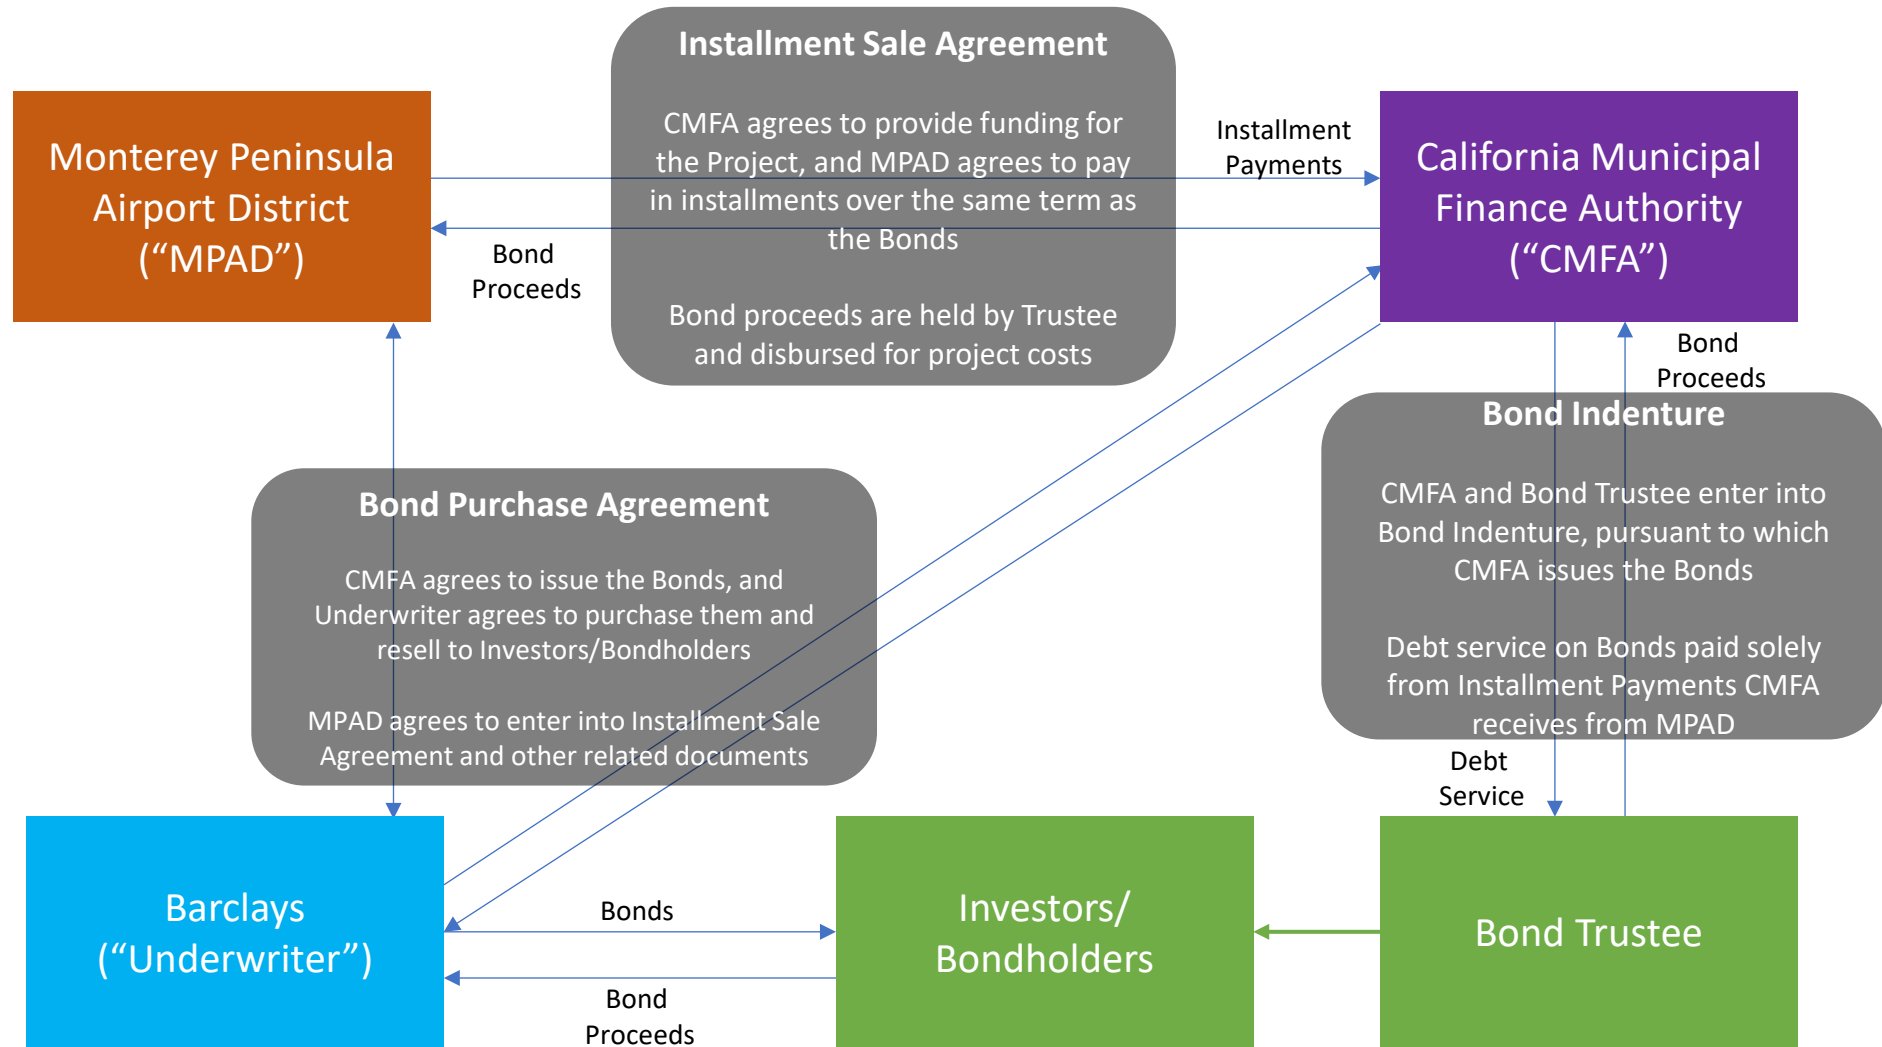 Installment Sale Agreement
CMFA agrees to provide funding for
the Project, and MPAD agrees to pay
in installments over the same term as
the Bonds
Bond proceeds are held by Trustee
and disbursed for project costs
Monterey Peninsula
Airport District
(“MPAD”)
Installment
Payments
California Municipal
Finance Authority
(“CMFA”)
Bond
Proceeds
Bond
Proceeds
Bond Purchase Agreement
CMFA agrees to issue the Bonds, and
Underwriter agrees to purchase them and
resell to Investors/Bondholders
MPAD agrees to enter into Installment Sale
Agreement and other related documents
Bond Indenture
CMFA and Bond Trustee enter into
Bond Indenture, pursuant to which
CMFA issues the Bonds
Debt service on Bonds paid solely
from Installment Payments CMFA
receives from MPAD
Debt
Service
Barclays
(“Underwriter”)
Bonds
Bond
Proceeds
Investors/
Bondholders
Bond Trustee